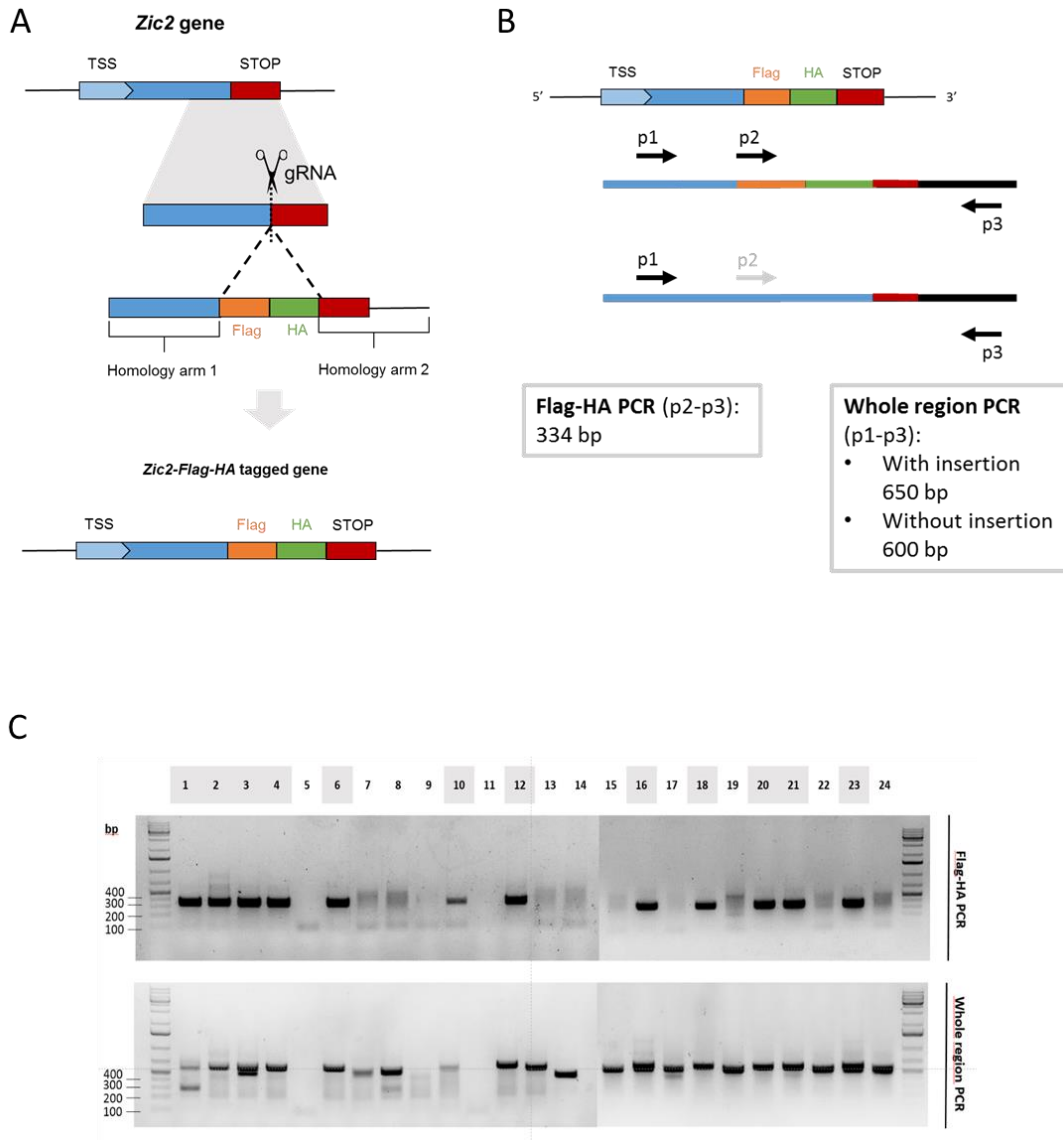 A
Zic2 gene
TSS STOP
gRNA
Flag HA
Homology arm 1 Homology arm 2
Zic2-Flag-HA tagged gene
TSS Flag HA STOP
B
TSS Flag HA STOP
5’ 3’
p1 p2
p3
p1 p2
p3
Flag-HA PCR (p2-p3):
334 bp
Whole region PCR
(p1-p3):
• With insertion
650 bp
• Without insertion
600 bp
C
1 2 3 4 5 6 7 8 9 10 11 12 13 14 15 16 17 18 19 20 21 22 23 24
bp
400
300
200
100
Flag-HA PCR
400
300
200
100
Whole region PCR